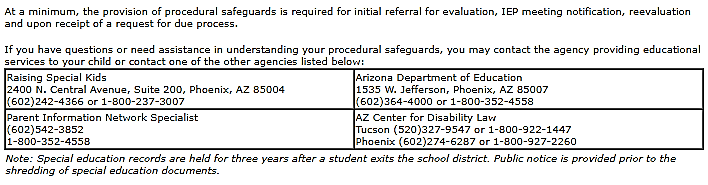 At a minimum, the provision of procedural safeguards is required for initial referral for evaluation, IEP meeting notification, reevaluation
and upon receipt of a request for due process.
If you have questions or need assistance in understanding your procedural safeguards, you may contact the agency providing educational
services to your child or contact one of the other agencies listed below:
Raising Special Kids
2400 N. Central Avenue, Suite 200, Phoenix, AZ 85004
(602)242-4366 or 1-800-237-3007
Arizona Department of Education
1535 W. Jefferson, Phoenix, AZ 85007
(602)364-4000 or 1-800-352-4558
Parent Information Network Specialist
(602)542-3852
1-800-352-4558
AZ Center for Disability Law
Tucson (520)327-9547 or 1-800-922-1447
Phoenix (602)274-6287 or 1-800-927-2260
Note: Special education records are held for three years after a student exits the school district. Public notice is provided prior to the
shredding of special education documents.